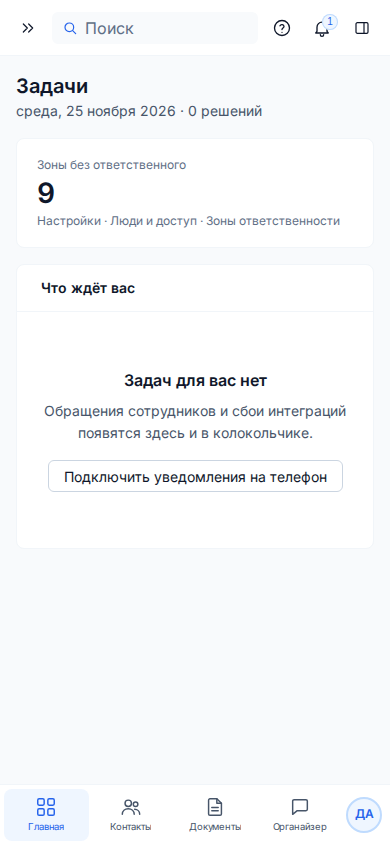 Поиск
1
Задачи
среда, 25 ноября 2026 · 0 решений
Зоны без ответственного
9
Настройки · Люди и доступ · Зоны ответственности
Что ждёт вас
Задач для вас нет
Обращения сотрудников и сбои интеграций
появятся здесь и в колокольчике.
Подключить уведомления на телефон
Главная
Контакты
Документы
Органайзер
ДА